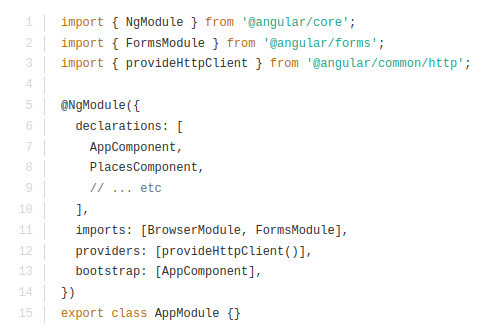 1 import { NgModule } from '@angular/core';
2 import { FormsModule } from '@angular/forms';
3 import { provideHttpClient } from '@angular/common/http';
4
5 @NgModule({
6   declarations: [
7     AppComponent,
8     PlacesComponent,
9     // ... etc
10   ],
11   imports: [BrowserModule, FormsModule],
12   providers: [provideHttpClient()],
13   bootstrap: [AppComponent],
14 })
15 export class AppModule {}